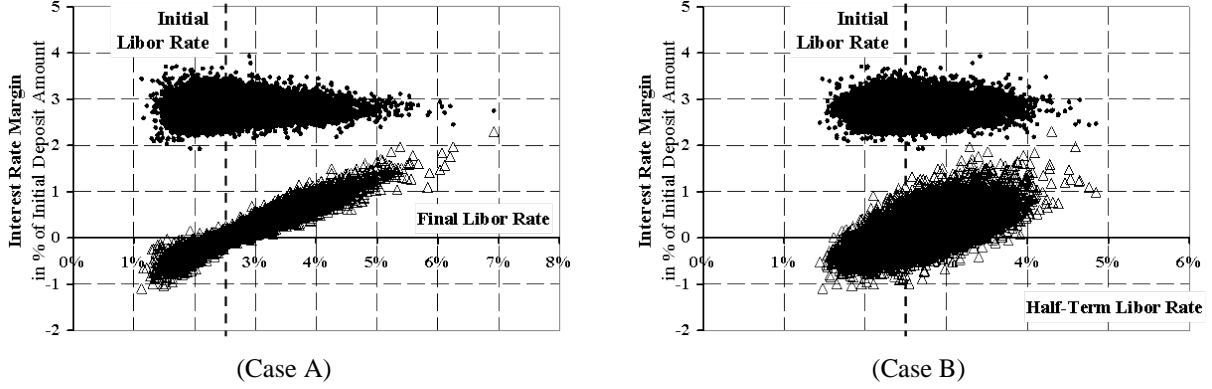 5
4
3
2
1
0
-1
-2
Interest Rate Margin
in % of Initial Deposit Amount
Initial
Libor Rate
Final Libor Rate
0%
1%
3%
4%
5%
6%
7%
8%
(Case A)
5
4
3
2
1
0
-1
-2
Interest Rate Margin
in % of Initial Deposit Amount
Initial
Libor Rate
0%
1%
4%
5%
6%
Half-Term Libor Rate
(Case B)